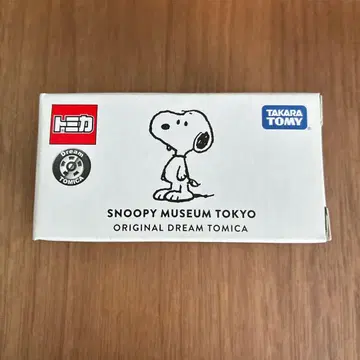 トミカ
TAKARA
TOMY
Dream
TOMICA
SNOOPY MUSEUM TOKYO
ORIGINAL DREAM TOMICA